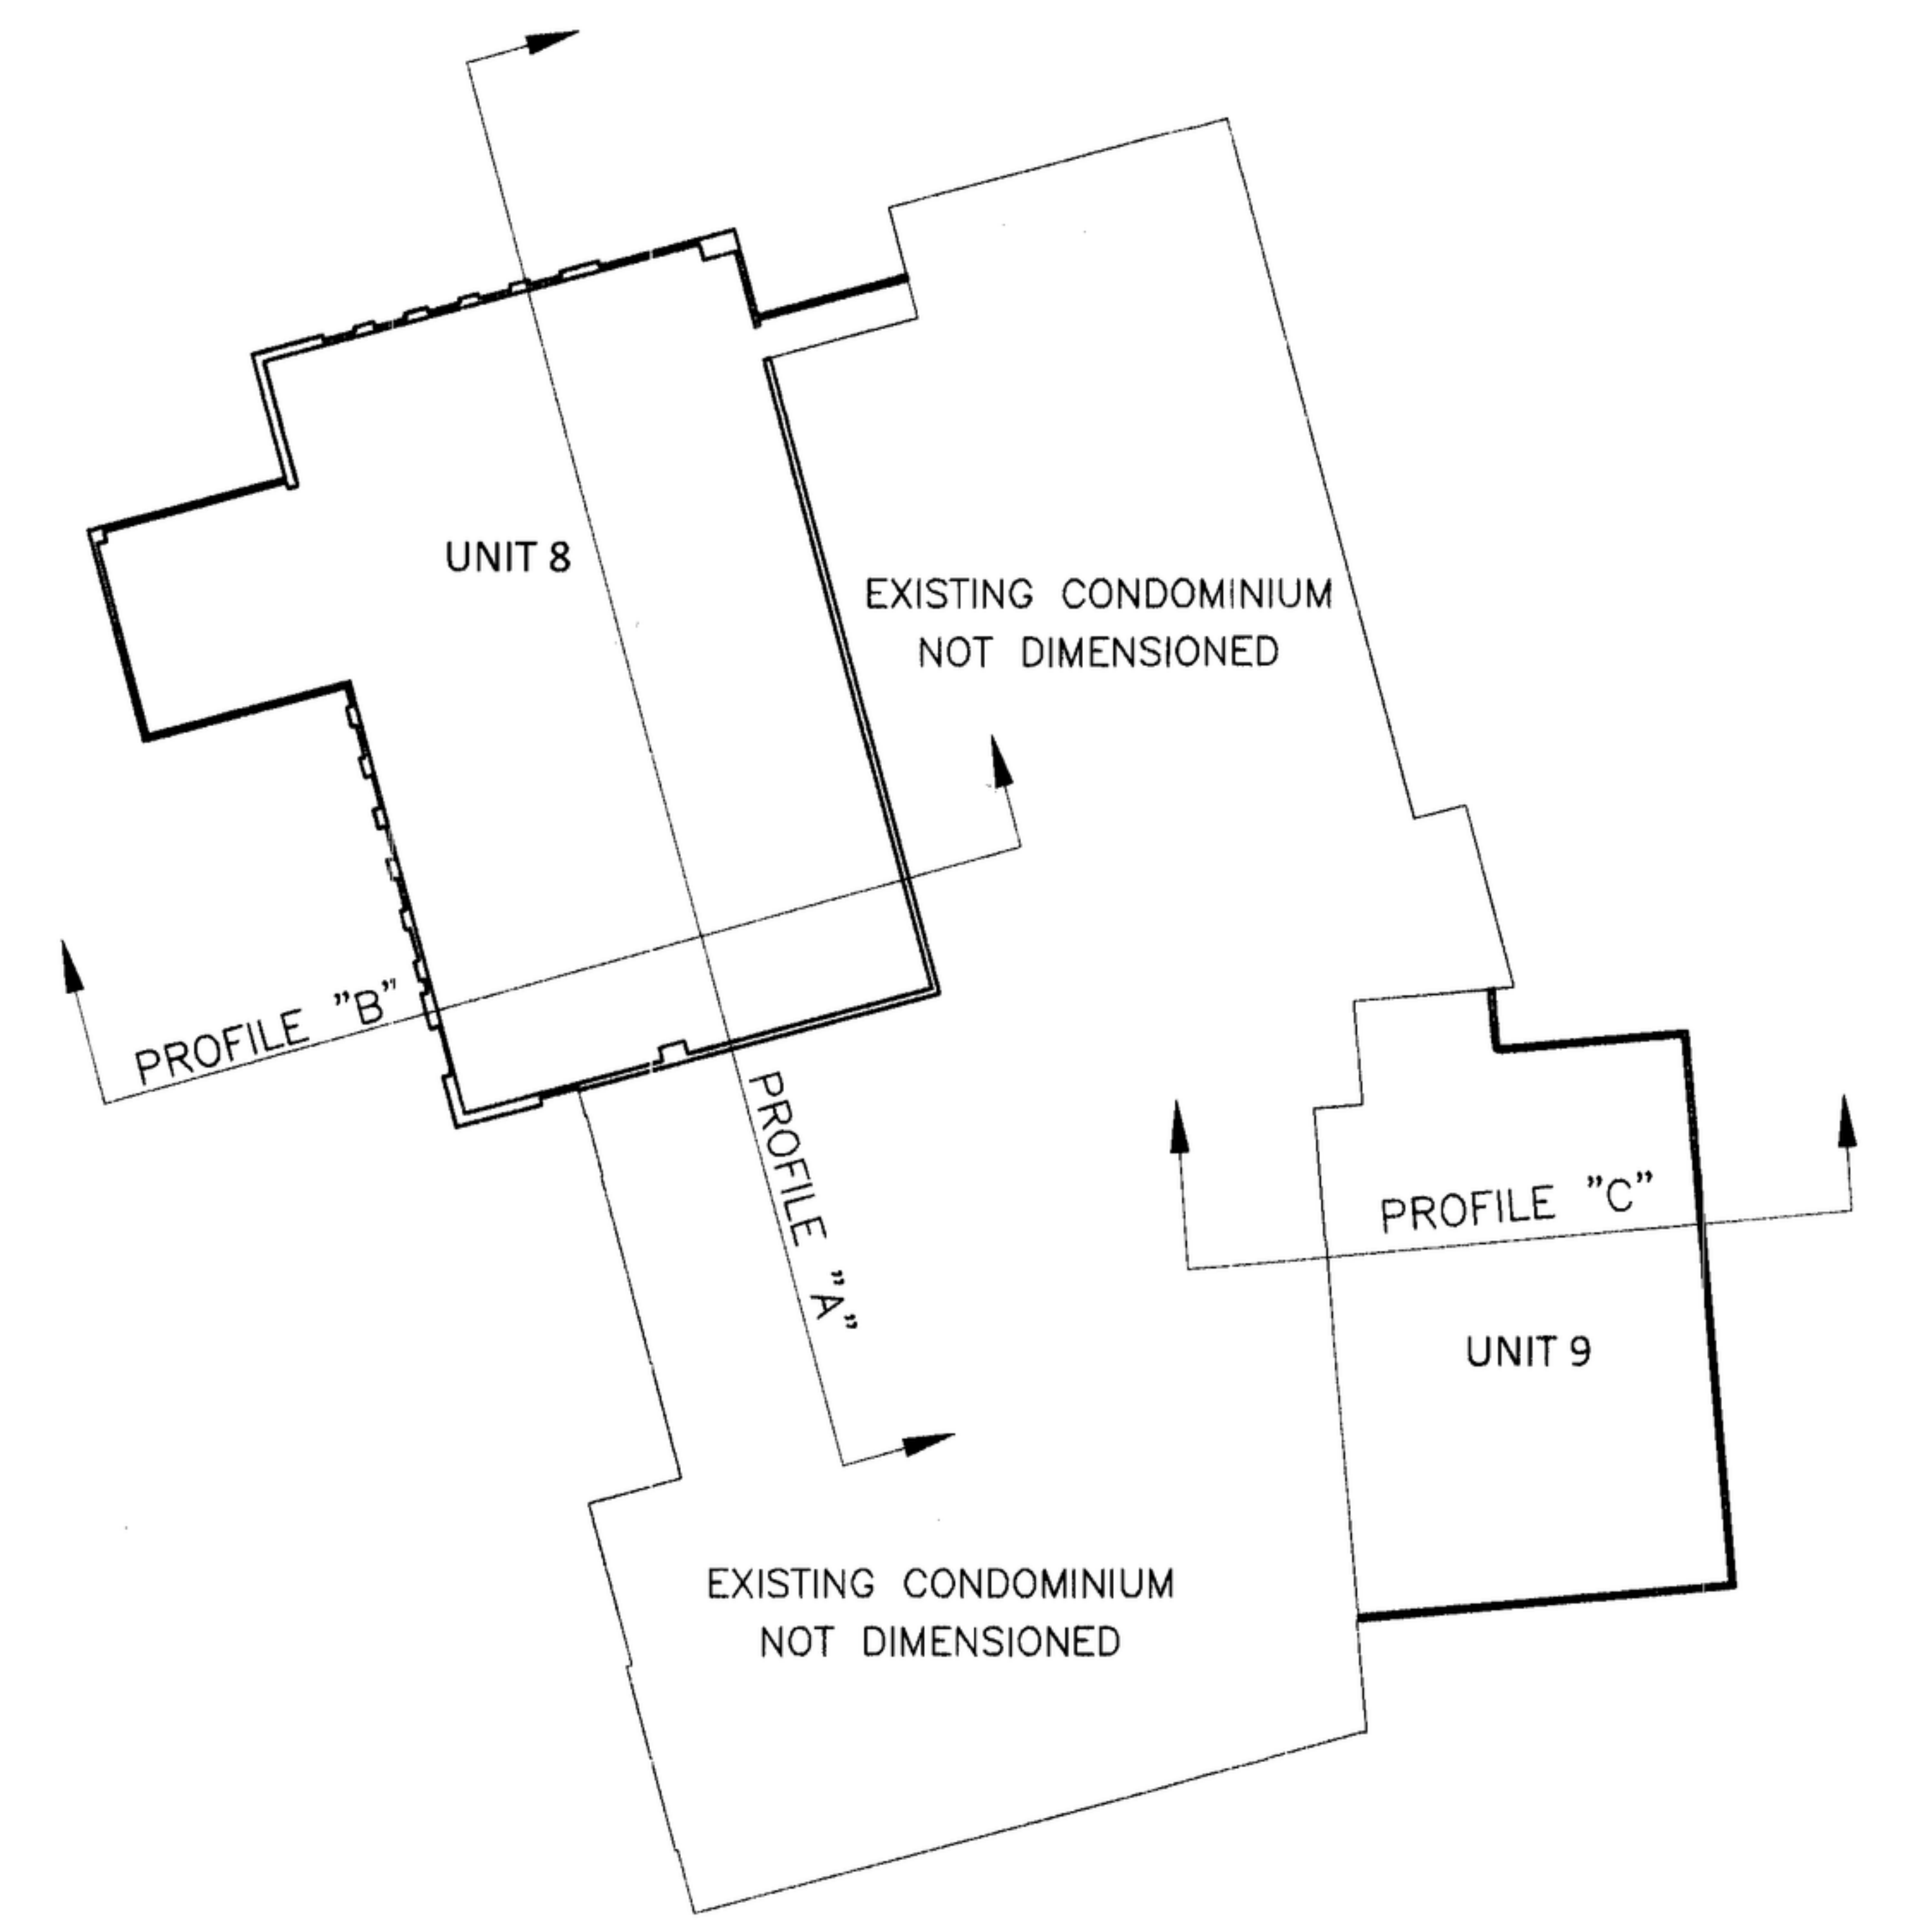 UNIT 8
EXISTING CONDOMINIUM
NOT DIMENSIONED
PROFILE "B"
PROFILE "A"
PROFILE "C"
UNIT 9
EXISTING CONDOMINIUM
NOT DIMENSIONED